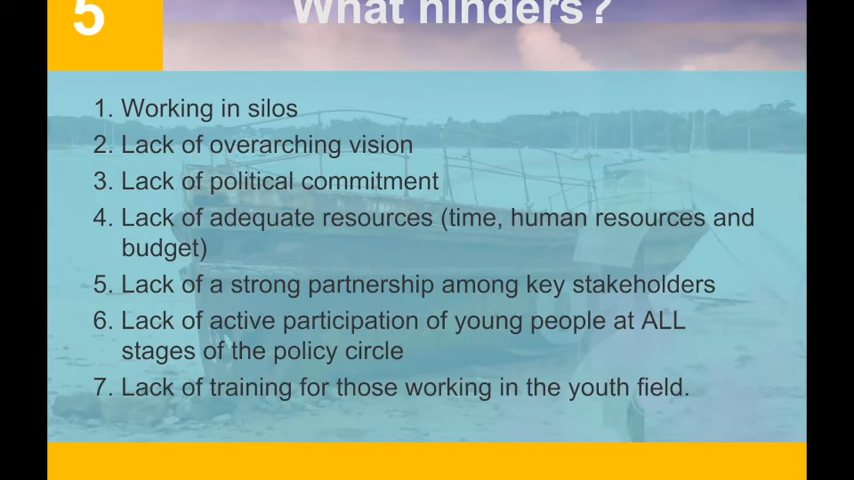 5
What hinders?
1. Working in silos
2. Lack of overarching vision
3. Lack of political commitment
4. Lack of adequate resources (time, human resources and
budget)
5. Lack of a strong partnership among key stakeholders
6. Lack of active participation of young people at ALL
stages of the policy circle
7. Lack of training for those working in the youth field.